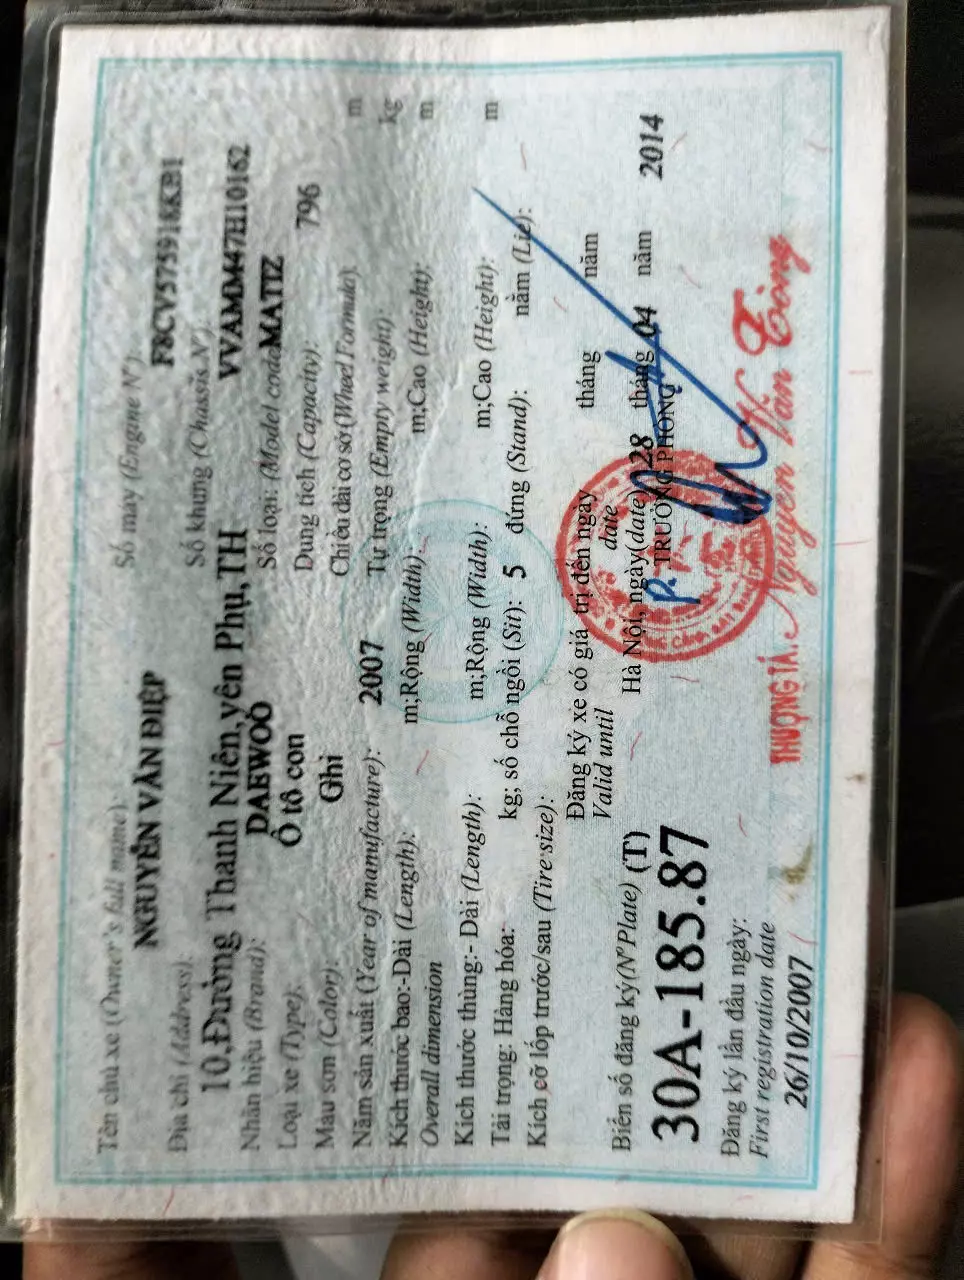 Tên chủ xe (Owner's full name): Số máy (Engine N°):
NGUYỄN VĂN ĐIỆP F8CV575918KB1
Địa chỉ (Address): Số khung (Chassis N°):
10,Đường Thanh Niên,yên Phụ,TH VVAMM47H10162
Nhãn hiệu (Brand): DAEWOO Số loại: (Model code MATIZ
Loại xe (Type): Ô tô con Dung tích (Capacity): 796
Màu sơn (Color): Ghi Chiều dài cơ sở (Wheel Formule): m
Năm sản xuất (Year of manufacture): 2007 Tự trọng (Empty weight): kg
Kích thước bao:-Dài (Length): m;Rộng (Width): m;Cao (Height): m
Overall dimension
Kích thước thùng:- Dài (Length): m;Rộng (Width): m;Cao (Height): m
Tải trọng: Hàng hóa: kg; số chỗ ngồi (Sit): 5 đứng (Stand): nằm (Lie):
Kích cỡ lốp trước/sau (Tire size):
Đăng ký xe có giá trị đến ngày tháng năm
Valid until date
Biển số đăng ký(N°Plate) (T) Hà Nội, ngày(date) 28 tháng 04 năm 2014
30A-185.87 P. TRƯỞNG PHÒNG
Đăng ký lần đầu ngày:
First registration date
26/10/2007
THƯỢNG TÁ. Nguyễn Văn Tòng